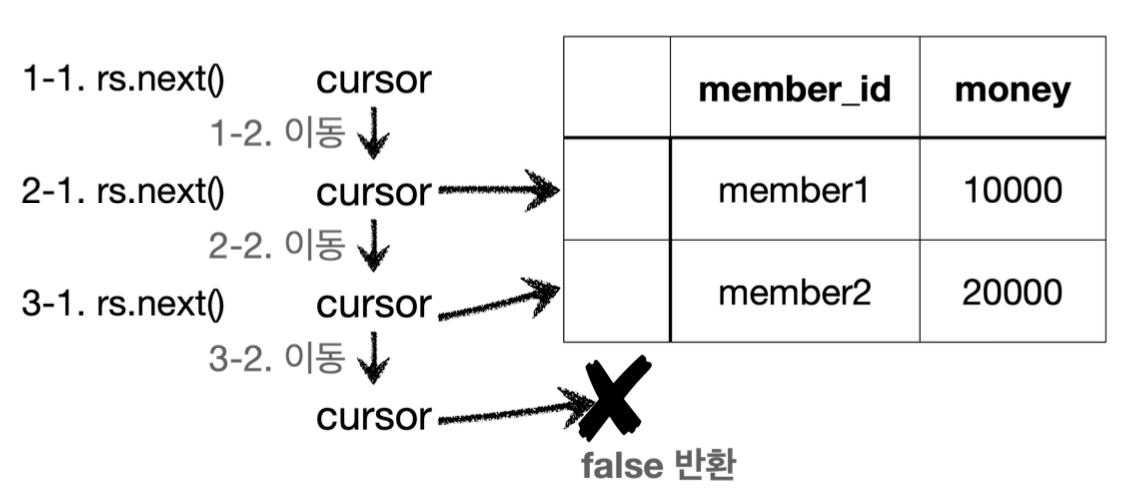 1-1. rs.next() cursor
1-2. 이동
2-1. rs.next() cursor
2-2. 이동
3-1. rs.next() cursor
3-2. 이동
cursor
member_id money
member1 10000
member2 20000
false 반환